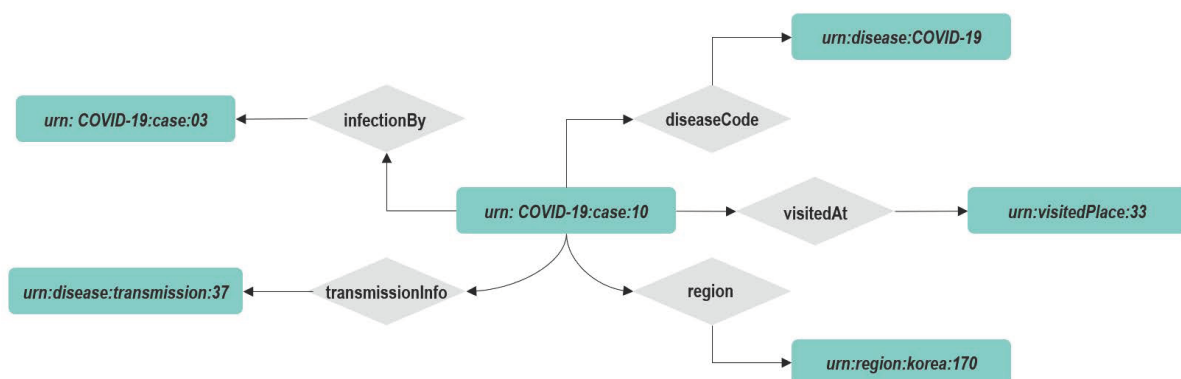 urn:disease:COVID-19
urn: COVID-19:case:03
infectionBy
diseaseCode
urn: COVID-19:case:10
visitedAt
urn:visitedPlace:33
urn:disease:transmission:37
transmissionInfo
region
urn:region:korea:170